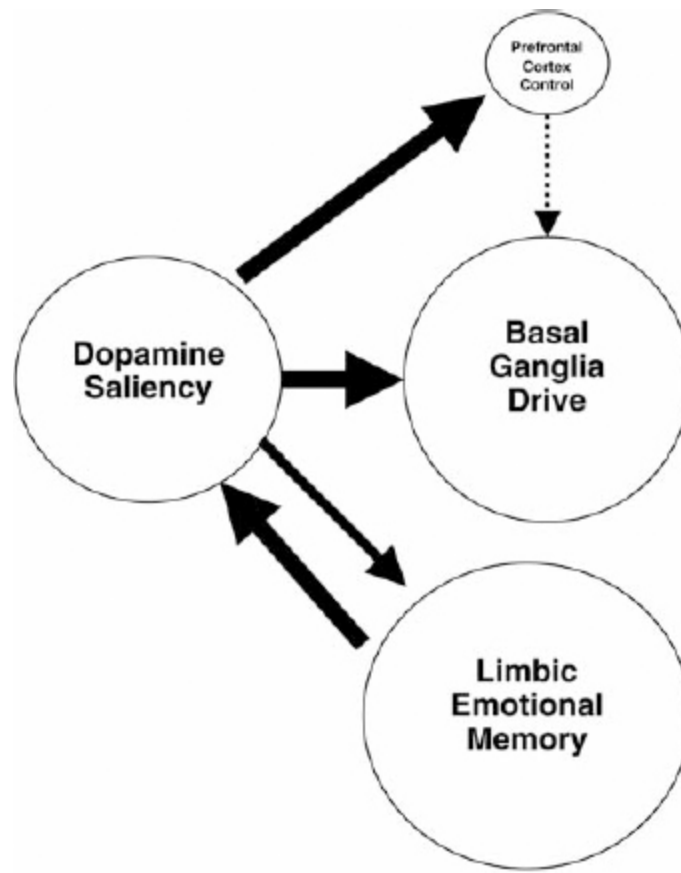 Prefrontal
Cortex
Control
Dopamine
Saliency
Basal
Ganglia
Drive
Limbic
Emotional
Memory